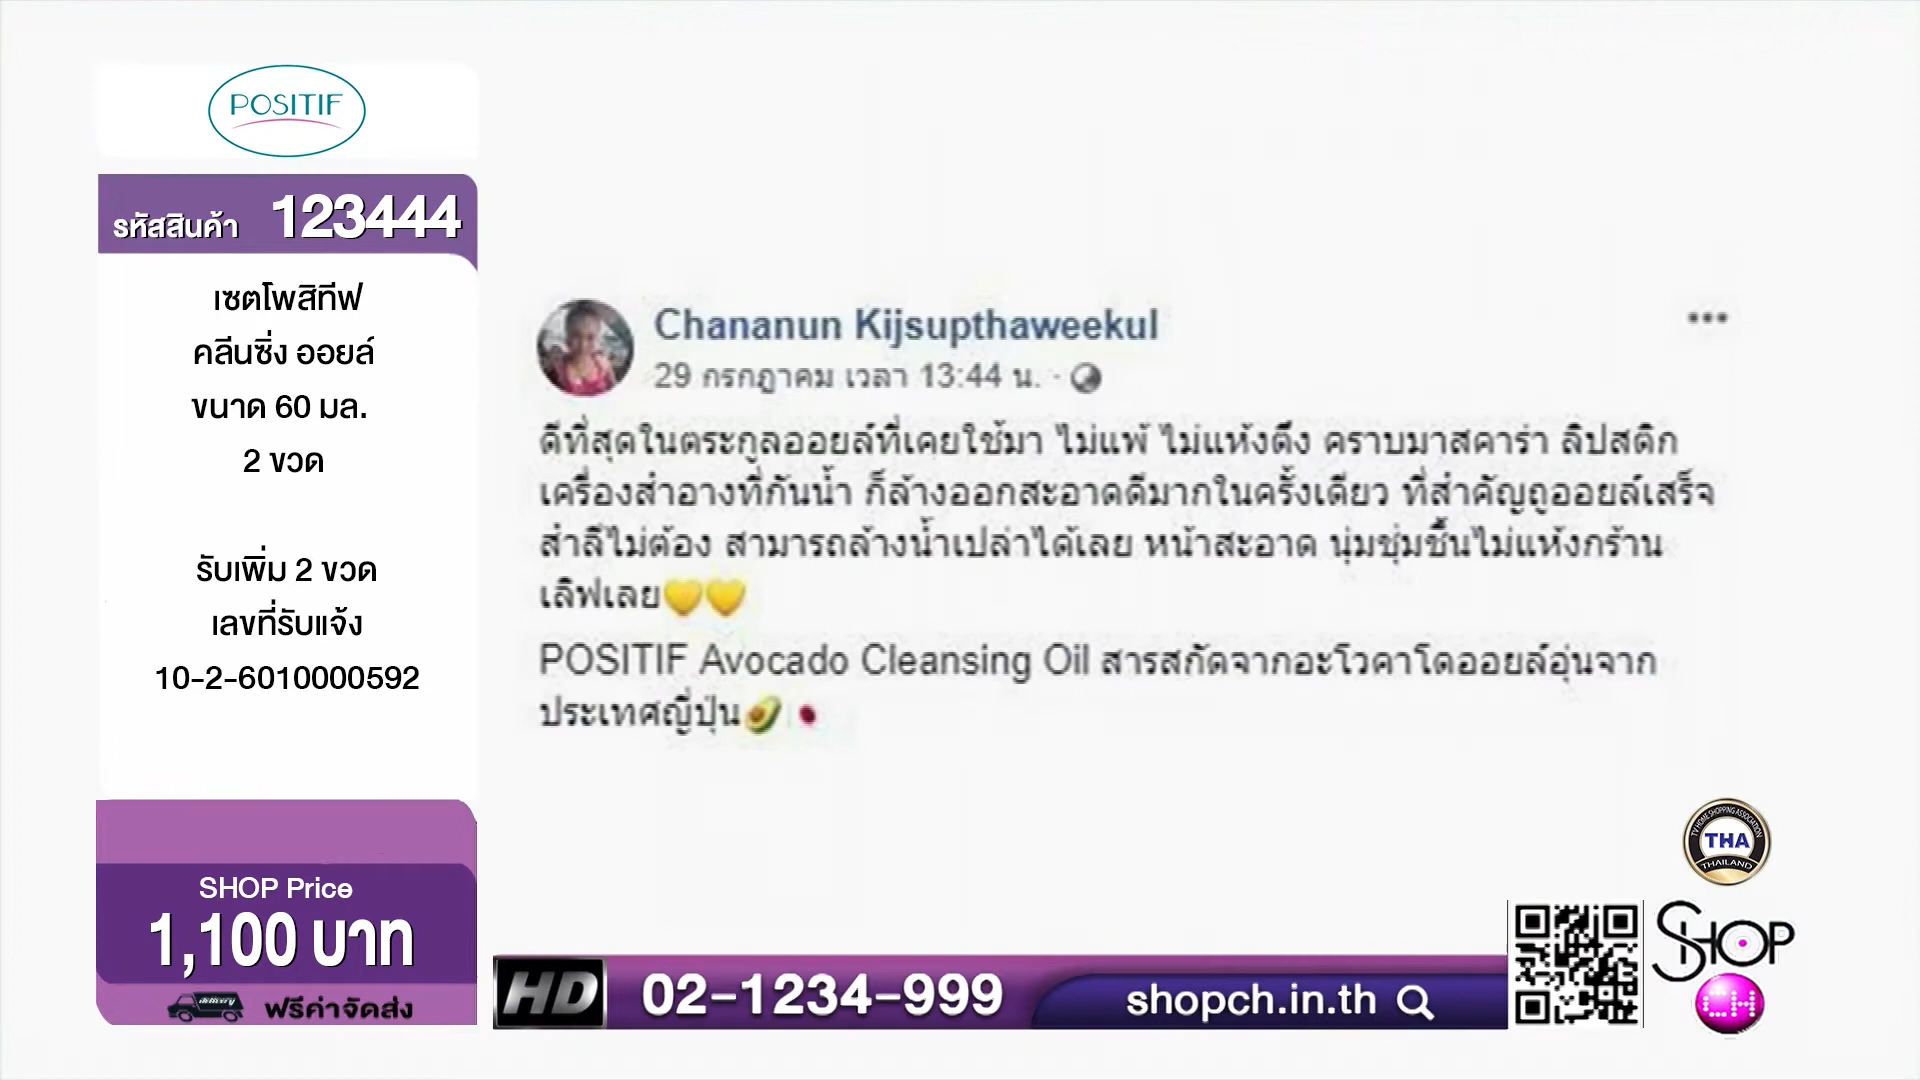 POSITIF
รหัสสินค้า 123444
เซตโพสิทีฟ
คลีนซิ่ง ออยล์
ขนาด 60 มล.
2 ขวด
รับเพิ่ม 2 ขวด
เลขที่รับแจ้ง
10-2-6010000592
SHOP Price
1,100 บาท
delivery ฟรีค่าจัดส่ง
Chananun Kijsupthaweekul
29 กรกฎาคม เวลา 13:44 น.
ดีที่สุดในตระกูลออยล์ที่เคยใช้มา ไม่แพ้ ไม่แห้งตึง คราบมาสคาร่า ลิปสติก
เครื่องสำอางที่กันน้ำ ก็ล้างออกสะอาดดีมากในครั้งเดียว ที่สำคัญถูออยล์เสร็จ
สำลีไม่ต้อง สามารถล้างน้ำเปล่าได้เลย หน้าสะอาด นุ่มชุ่มชื้นไม่แห้งกร้าน
เลิฟเลย💛💛
POSITIF Avocado Cleansing Oil สารสกัดจากอะโวคาโดออยล์อุ่นจาก
ประเทศญี่ปุ่น🥑🇯🇵
TV HOME SHOPPING ASSOCIATION
THA
THAILAND
HD 02-1234-999 shopch.in.th
SHOP
CH